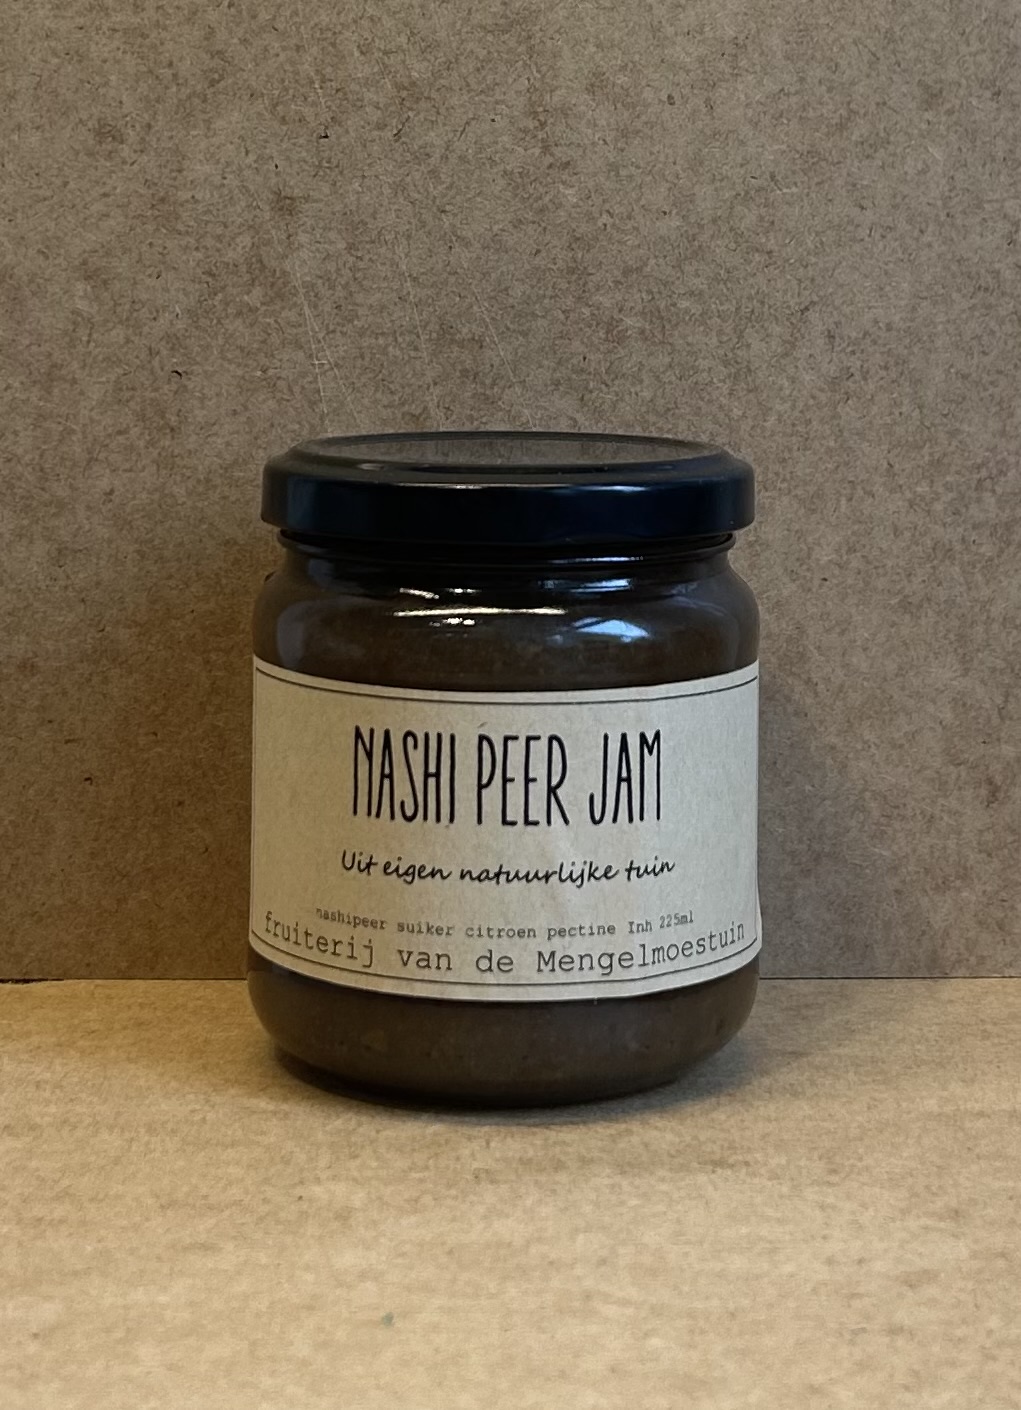 NASHI PEER JAM
Uit eigen natuurlijke tuin
nashipeer suiker citroen pectine Inh 225ml
fruiterij van de Mengelmoestuin